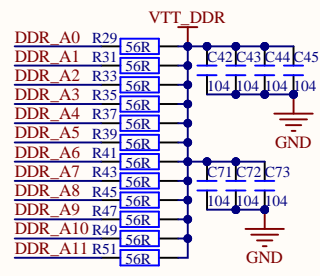 VTT_DDR
DDR_A0 R29 56R C42 C43 C44 C45
DDR_A1 R31 56R
DDR_A2 R33 56R 104 104 104 104
DDR_A3 R35 56R
DDR_A4 R37 56R
DDR_A5 R39 56R GND
DDR_A6 R41 56R
DDR_A7 R43 56R C71 C72 C73
DDR_A8 R45 56R 104 104 104
DDR_A9 R47 56R
DDR_A10 R49 56R
DDR_A11 R51 56R GND